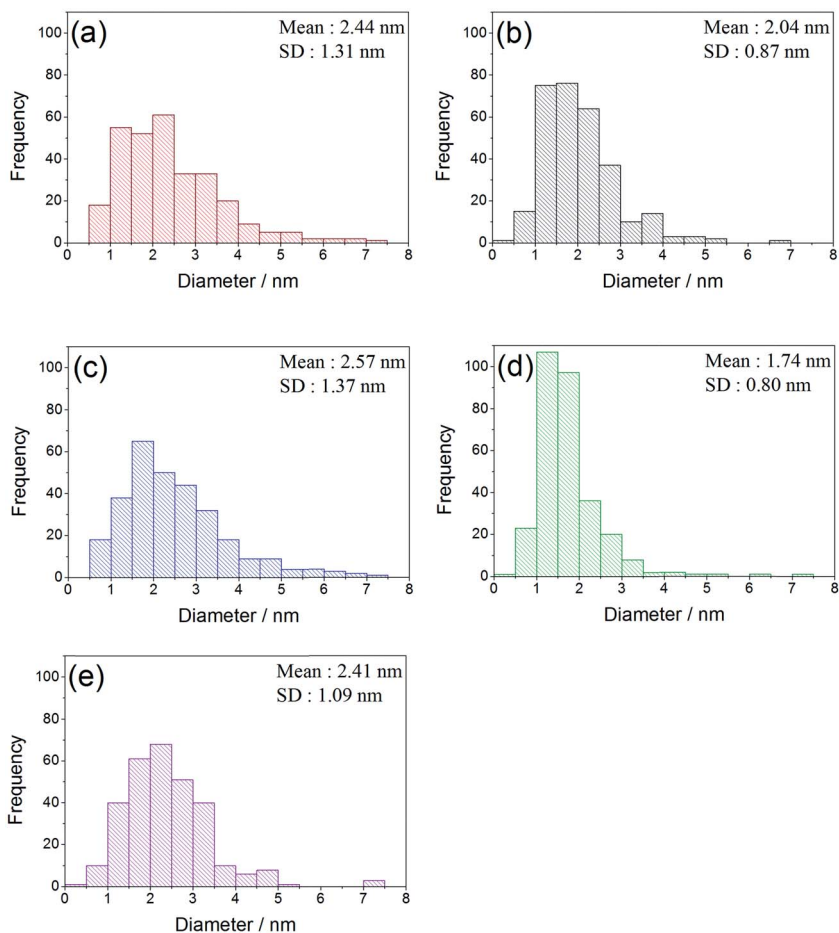 (a)
Mean : 2.44 nm
SD : 1.31 nm
100
80
60
40
20
0
Frequency
0 1 2 3 4 5 6 7 8
Diameter / nm
(b)
Mean : 2.04 nm
SD : 0.87 nm
100
80
60
40
20
0
Frequency
0 1 2 3 4 5 6 7 8
Diameter / nm
(c)
Mean : 2.57 nm
SD : 1.37 nm
100
80
60
40
20
0
Frequency
0 1 2 3 4 5 6 7 8
Diameter / nm
(d)
Mean : 1.74 nm
SD : 0.80 nm
100
80
60
40
20
0
Frequency
0 1 2 3 4 5 6 7 8
Diameter / nm
(e)
Mean : 2.41 nm
SD : 1.09 nm
100
80
60
40
20
0
Frequency
0 1 2 3 4 5 6 7 8
Diameter / nm